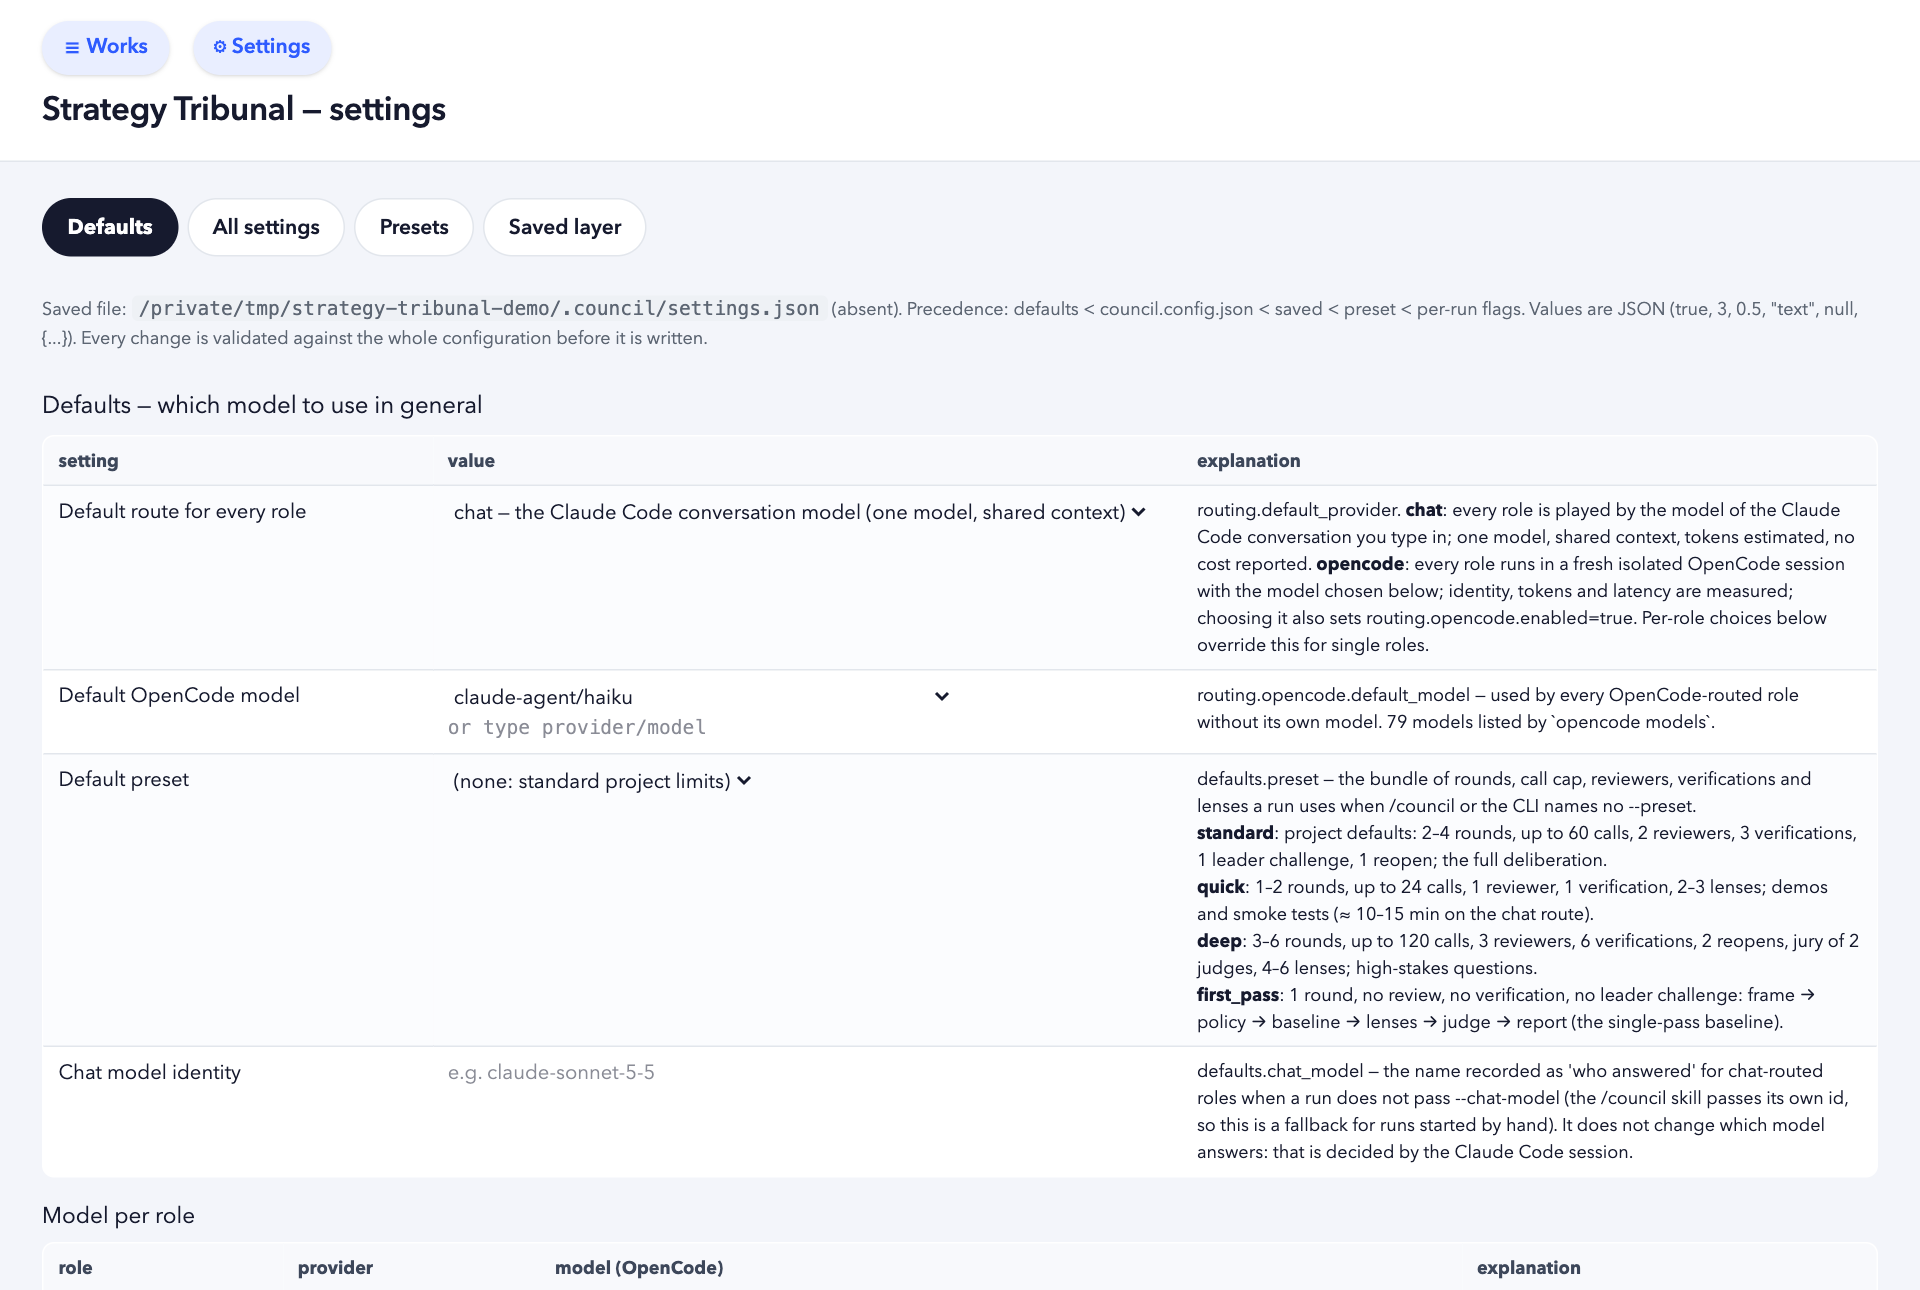 ≡ Works
⚙ Settings
Strategy Tribunal – settings
Defaults
All settings
Presets
Saved layer
Saved file: /private/tmp/strategy-tribunal-demo/.council/settings.json (absent). Precedence: defaults < council.config.json < saved < preset < per-run flags. Values are JSON (true, 3, 0.5, "text", null,
{...}). Every change is validated against the whole configuration before it is written.
Defaults – which model to use in general
setting value explanation
Default route for every role
chat – the Claude Code conversation model (one model, shared context)
routing.default_provider. chat: every role is played by the model of the Claude
Code conversation you type in; one model, shared context, tokens estimated, no
cost reported. opencode: every role runs in a fresh isolated OpenCode session
with the model chosen below; identity, tokens and latency are measured;
choosing it also sets routing.opencode.enabled=true. Per-role choices below
override this for single roles.
Default OpenCode model
claude-agent/haiku
or type provider/model
routing.opencode.default_model – used by every OpenCode-routed role
without its own model. 79 models listed by `opencode models`.
Default preset
(none: standard project limits)
defaults.preset – the bundle of rounds, call cap, reviewers, verifications and
lenses a run uses when /council or the CLI names no --preset.
standard: project defaults: 2–4 rounds, up to 60 calls, 2 reviewers, 3 verifications,
1 leader challenge, 1 reopen; the full deliberation.
quick: 1–2 rounds, up to 24 calls, 1 reviewer, 1 verification, 2–3 lenses; demos
and smoke tests (≈ 10–15 min on the chat route).
deep: 3–6 rounds, up to 120 calls, 3 reviewers, 6 verifications, 2 reopens, jury of 2
judges, 4–6 lenses; high-stakes questions.
first_pass: 1 round, no review, no verification, no leader challenge: frame →
policy → baseline → lenses → judge → report (the single-pass baseline).
Chat model identity
e.g. claude-sonnet-5-5
defaults.chat_model – the name recorded as 'who answered' for chat-routed
roles when a run does not pass --chat-model (the /council skill passes its own id,
so this is a fallback for runs started by hand). It does not change which model
answers: that is decided by the Claude Code session.
Model per role
role provider model (OpenCode) explanation